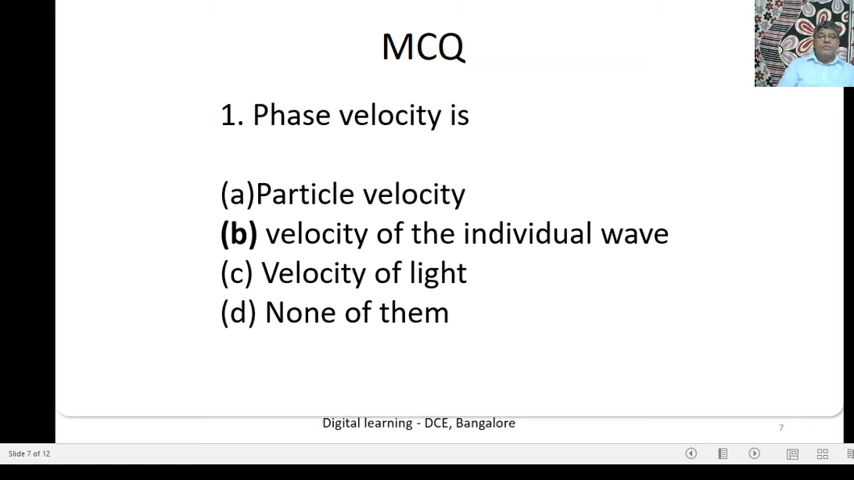 MCQ
1. Phase velocity is
(a)Particle velocity
(b) velocity of the individual wave
(c) Velocity of light
(d) None of them
Digital learning - DCE, Bangalore
7
Slide 7 of 12